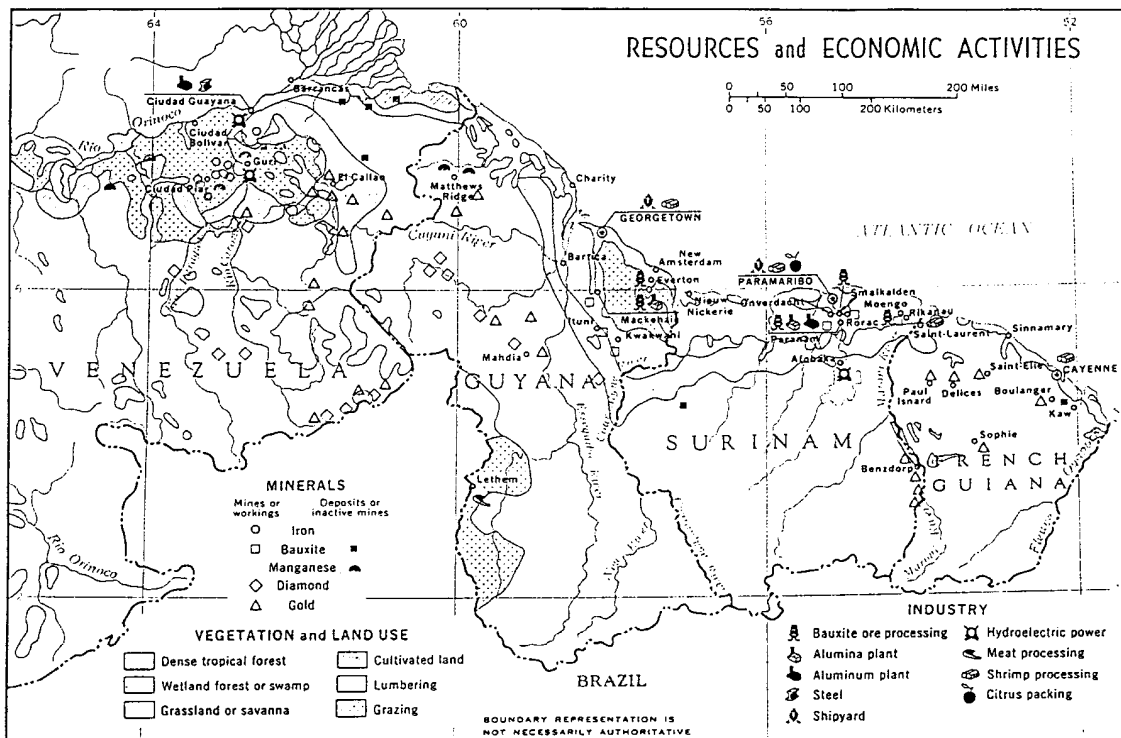 64
60
56
52
RESOURCES and ECONOMIC ACTIVITIES
0 50 100 200 Miles
0 50 100 200 Kilometers
Barrancas
Ciudad Guayana
Orinoco
Río
Ciudad
Bolívar
Guri
Ciudad Piar
El Callao
Matthews
Ridge
Charity
GEORGETOWN
ATLANTIC OCEAN
Cuyuni River
Bartica
New
Amsterdam
Everton
PARAMARIBO
Smalkalden
Moengo
Onverdacht
Nieuw
Nickerie
Mackenzie
Rikanau
Rorac
Paranam
Saint-Laurent
Sinnamary
Ituni
Kwakwani
Afobaka
Mahdia
Saint-Elie
CAYENNE
Paul
Isnard
Délices
Boulanger
Kaw
VENEZUELA
GUYANA
SURINAM
Sophie
FRENCH
GUIANA
Benzdorp
Lethem
MINERALS
Mines or
workings
Deposits or
inactive mines
Iron
Bauxite
Manganese
Diamond
Gold
Río Orinoco
New River
Maroni
VEGETATION and LAND USE
Dense tropical forest
Wetland forest or swamp
Grassland or savanna
Cultivated land
Lumbering
Grazing
BRAZIL
BOUNDARY REPRESENTATION IS
NOT NECESSARILY AUTHORITATIVE
INDUSTRY
Bauxite ore processing
Alumina plant
Aluminum plant
Steel
Shipyard
Hydroelectric power
Meat processing
Shrimp processing
Citrus packing